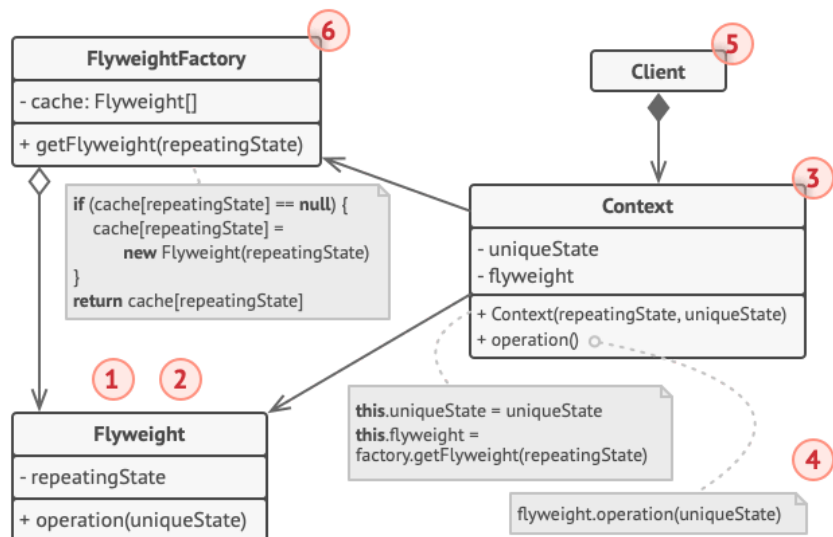 6
FlyweightFactory
- cache: Flyweight[]
+ getFlyweight(repeatingState)
if (cache[repeatingState] == null) {
cache[repeatingState] =
new Flyweight(repeatingState)
}
return cache[repeatingState]
5
Client
3
Context
- uniqueState
- flyweight
+ Context(repeatingState, uniqueState)
+ operation()
1
2
Flyweight
- repeatingState
+ operation(uniqueState)
this.uniqueState = uniqueState
this.flyweight =
factory.getFlyweight(repeatingState)
4
flyweight.operation(uniqueState)